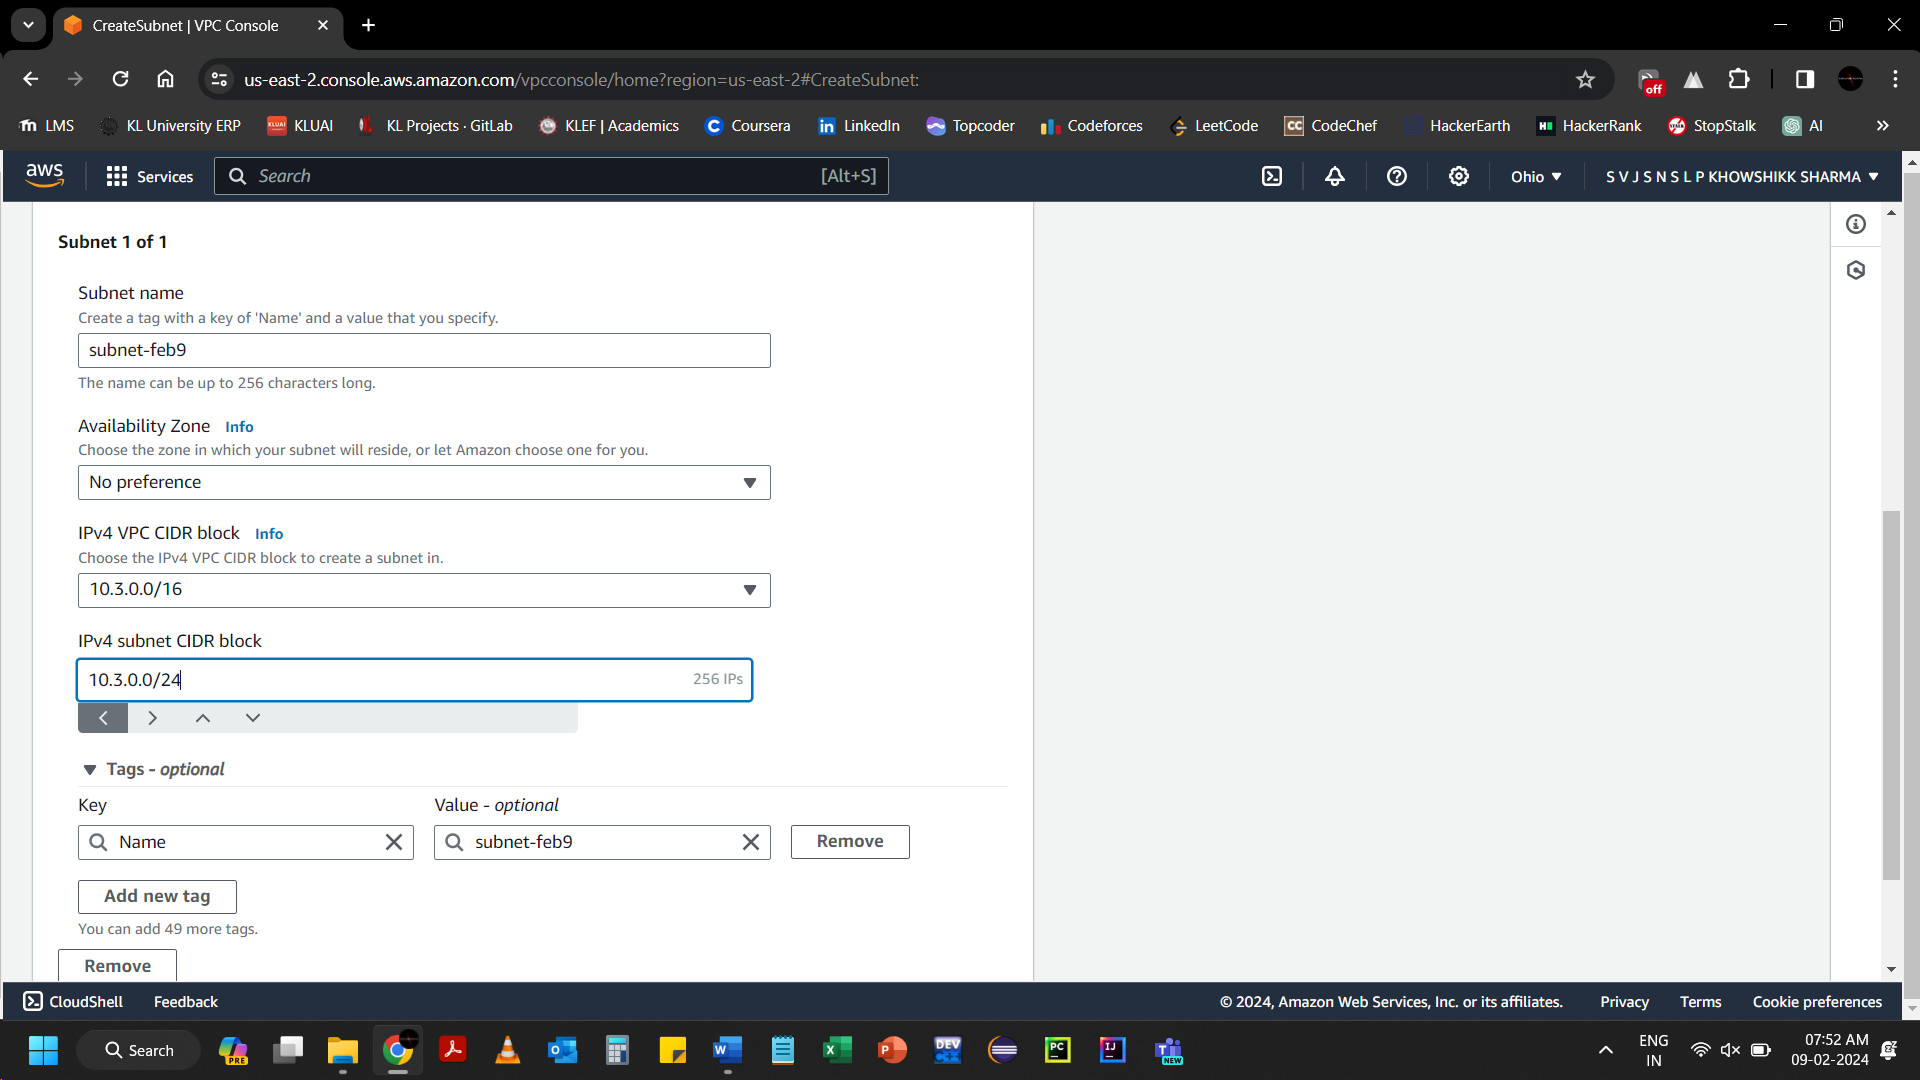 CreateSubnet | VPC Console
us-east-2.console.aws.amazon.com/vpcconsole/home?region=us-east-2#CreateSubnet:
off
LMS KL University ERP KLUAI KL Projects · GitLab KLEF | Academics Coursera LinkedIn Topcoder Codeforces LeetCode CodeChef HackerEarth HackerRank StopStalk AI
aws Services Search [Alt+S] Ohio S V J S N S L P KHOWSHIKK SHARMA
Subnet 1 of 1
Subnet name
Create a tag with a key of 'Name' and a value that you specify.
subnet-feb9
The name can be up to 256 characters long.
Availability Zone Info
Choose the zone in which your subnet will reside, or let Amazon choose one for you.
No preference
IPv4 VPC CIDR block Info
Choose the IPv4 VPC CIDR block to create a subnet in.
10.3.0.0/16
IPv4 subnet CIDR block
10.3.0.0/24 256 IPs
Tags - optional
Key Value - optional
Name subnet-feb9 Remove
Add new tag
You can add 49 more tags.
Remove
CloudShell Feedback © 2024, Amazon Web Services, Inc. or its affiliates. Privacy Terms Cookie preferences
Search ENG 07:52 AM
IN 09-02-2024